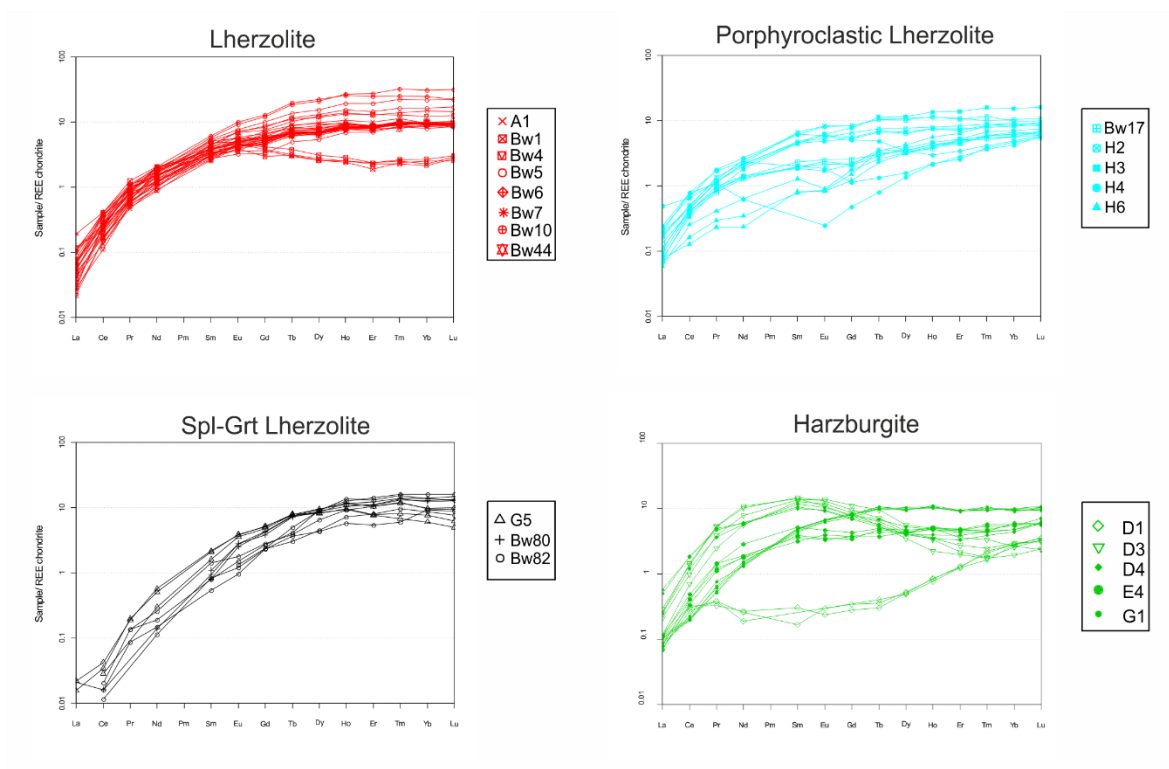 Lherzolite
100
10
1
0.1
0.01
Sample/ REE chondrite
La Ce Pr Nd Pm Sm Eu Gd Tb Dy Ho Er Tm Yb Lu
A1
Bw1
Bw4
Bw5
Bw6
Bw7
Bw10
Bw44
Porphyroclastic Lherzolite
100
10
1
0.1
0.01
Sample/ REE chondrite
La Ce Pr Nd Pm Sm Eu Gd Tb Dy Ho Er Tm Yb Lu
Bw17
H2
H3
H4
H6
Spl-Grt Lherzolite
100
10
1
0.1
0.01
Sample/ REE chondrite
La Ce Pr Nd Pm Sm Eu Gd Tb Dy Ho Er Tm Yb Lu
G5
Bw80
Bw82
Harzburgite
100
10
1
0.1
0.01
Sample/ REE chondrite
La Ce Pr Nd Pm Sm Eu Gd Tb Dy Ho Er Tm Yb Lu
D1
D3
D4
E4
G1